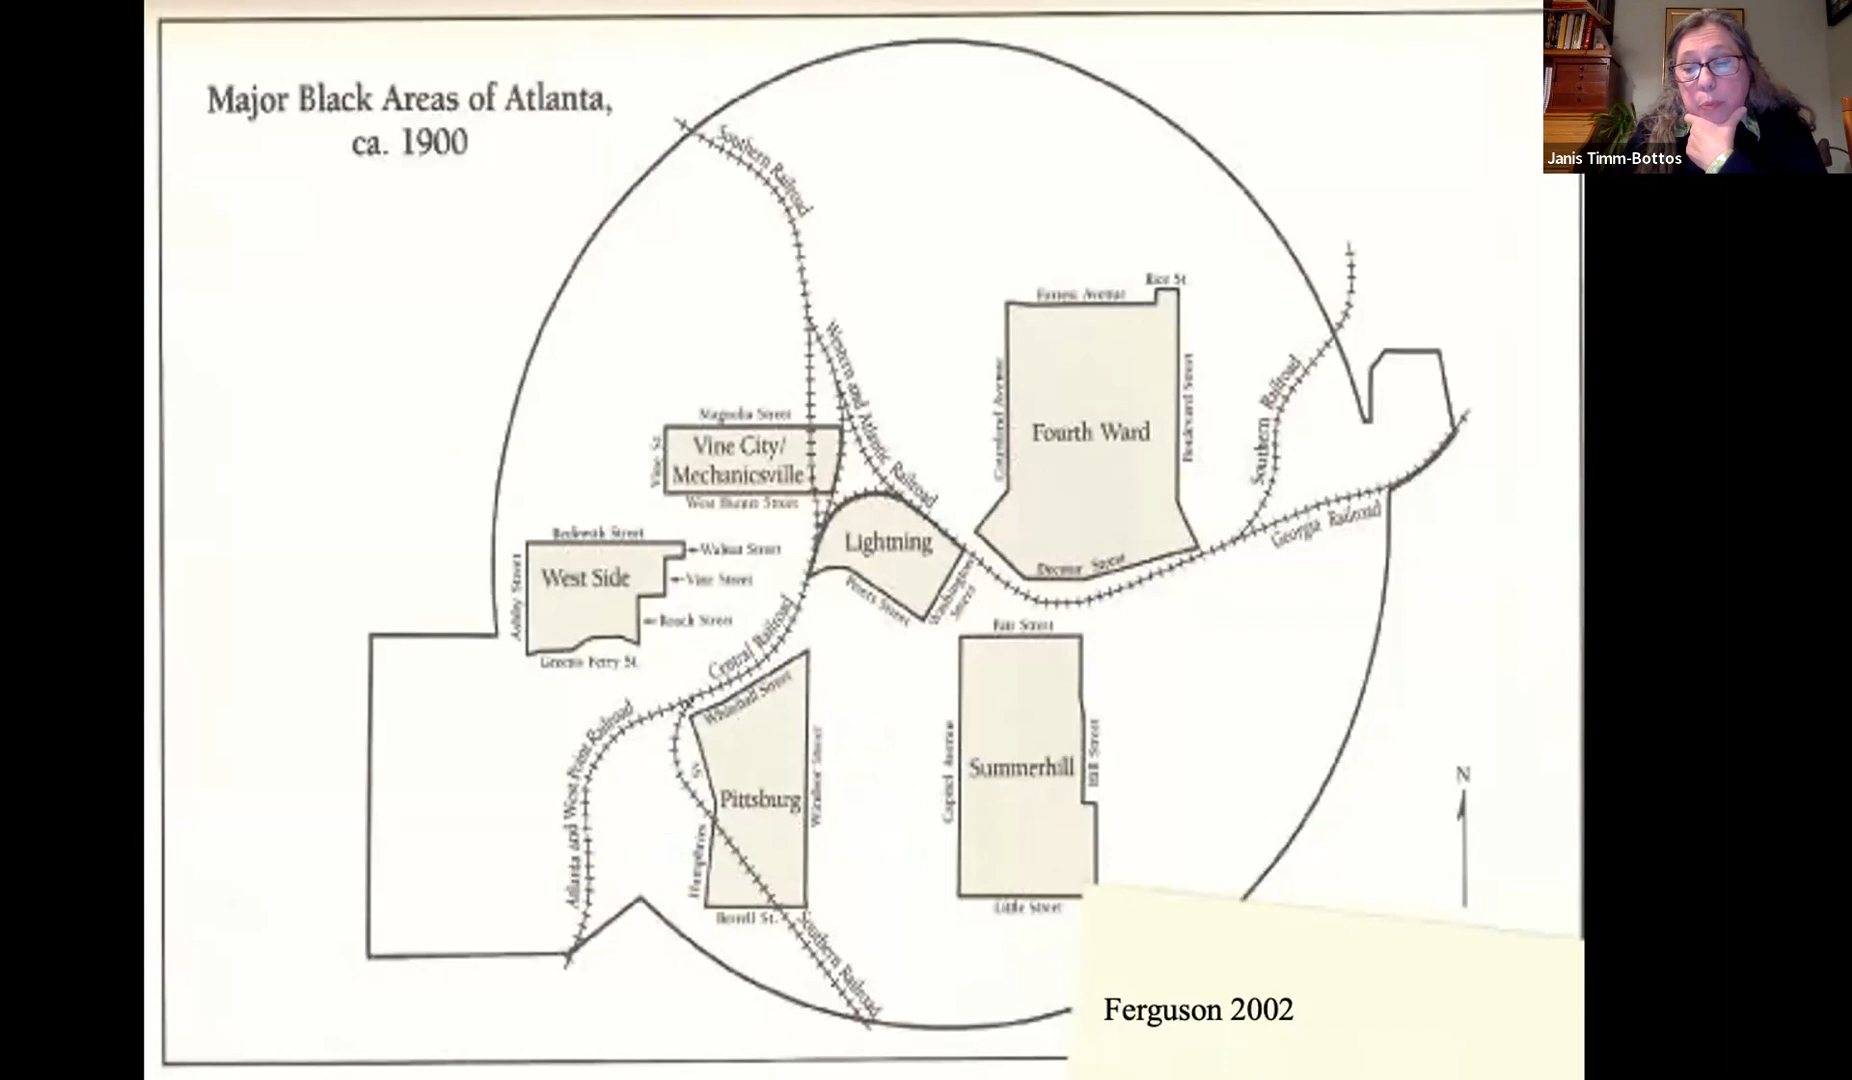 Major Black Areas of Atlanta,
ca. 1900
Janis Timm-Bottos
Southern Railroad
Western and Atlantic Railroad
Rice St
Forrest Avenue
Courtland Avenue
Fourth Ward
Boulevard Street
Decatur Street
Southern Railroad
Georgia Railroad
Magnolia Street
Vine St.
Vine City/
Mechanicsville
West Hunter Street
Lightning
Peters Street
Washington
Street
Beckwith Street
Ashby Street
West Side
Walnut Street
Vine Street
Roach Street
Greens Ferry St.
Central Railroad
Atlanta and West Point Railroad
Whitehall Street
Humphries
St
Pittsburg
Windsor Street
Southern Railroad
Fair Street
Capitol Avenue
Summerhill
Hill Street
Little Street
N
Ferguson 2002